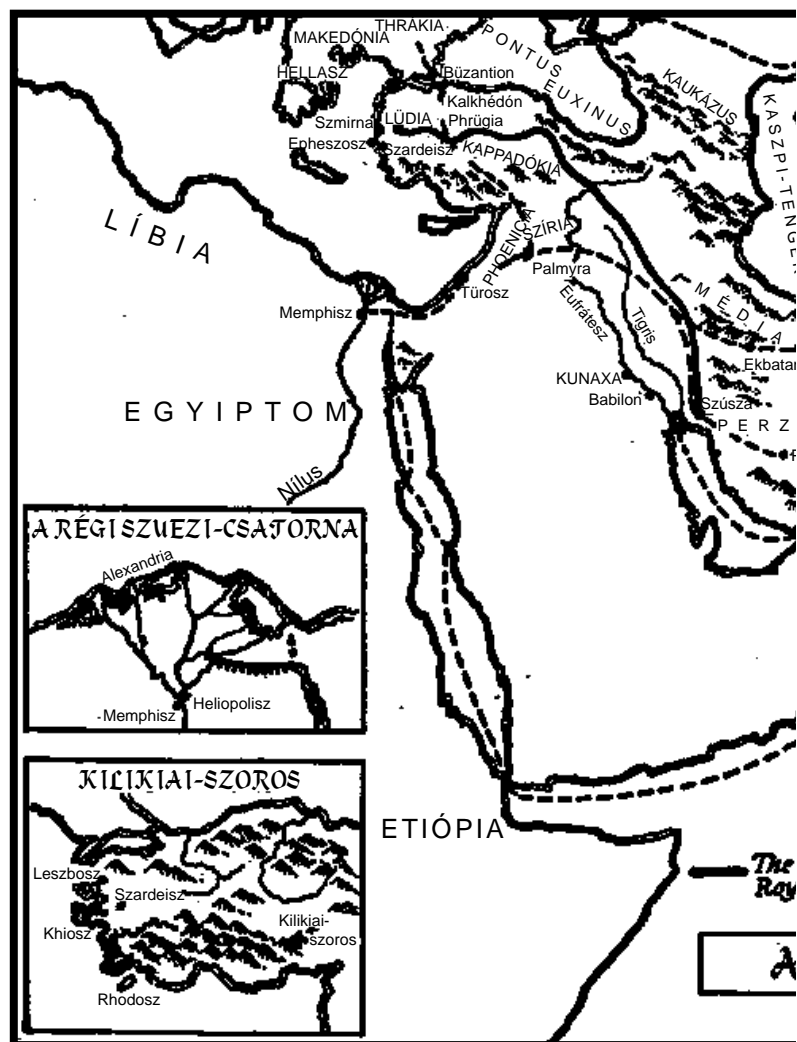 THRÁKIA
MAKEDÓNIA
PONTUS
EUXINUS
HELLASZ
Büzantion
KAUKÁZUS
KASZPI-TENGER
Kalkhédón
Szmirna
LÜDIA
Phrügia
Epheszosz
Szardeisz
KAPPADÓKIA
LÍBIA
PHOENICIA
SZÍRIA
Palmyra
Türosz
Eufrátesz
Tigris
MÉDIA
Memphisz
Ekbatan
KUNAXA
Babilon
Szúsza
EGYIPTOM
PERZ
Nílus
A RÉGI SZUEZI-CSATORNA
Alexandria
Heliopolisz
Memphisz
KILIKIAI-SZOROS
ETIÓPIA
Leszbosz
Szardeisz
Khiosz
Kilikiai-
szoros
Rhodosz
The
Roy
A